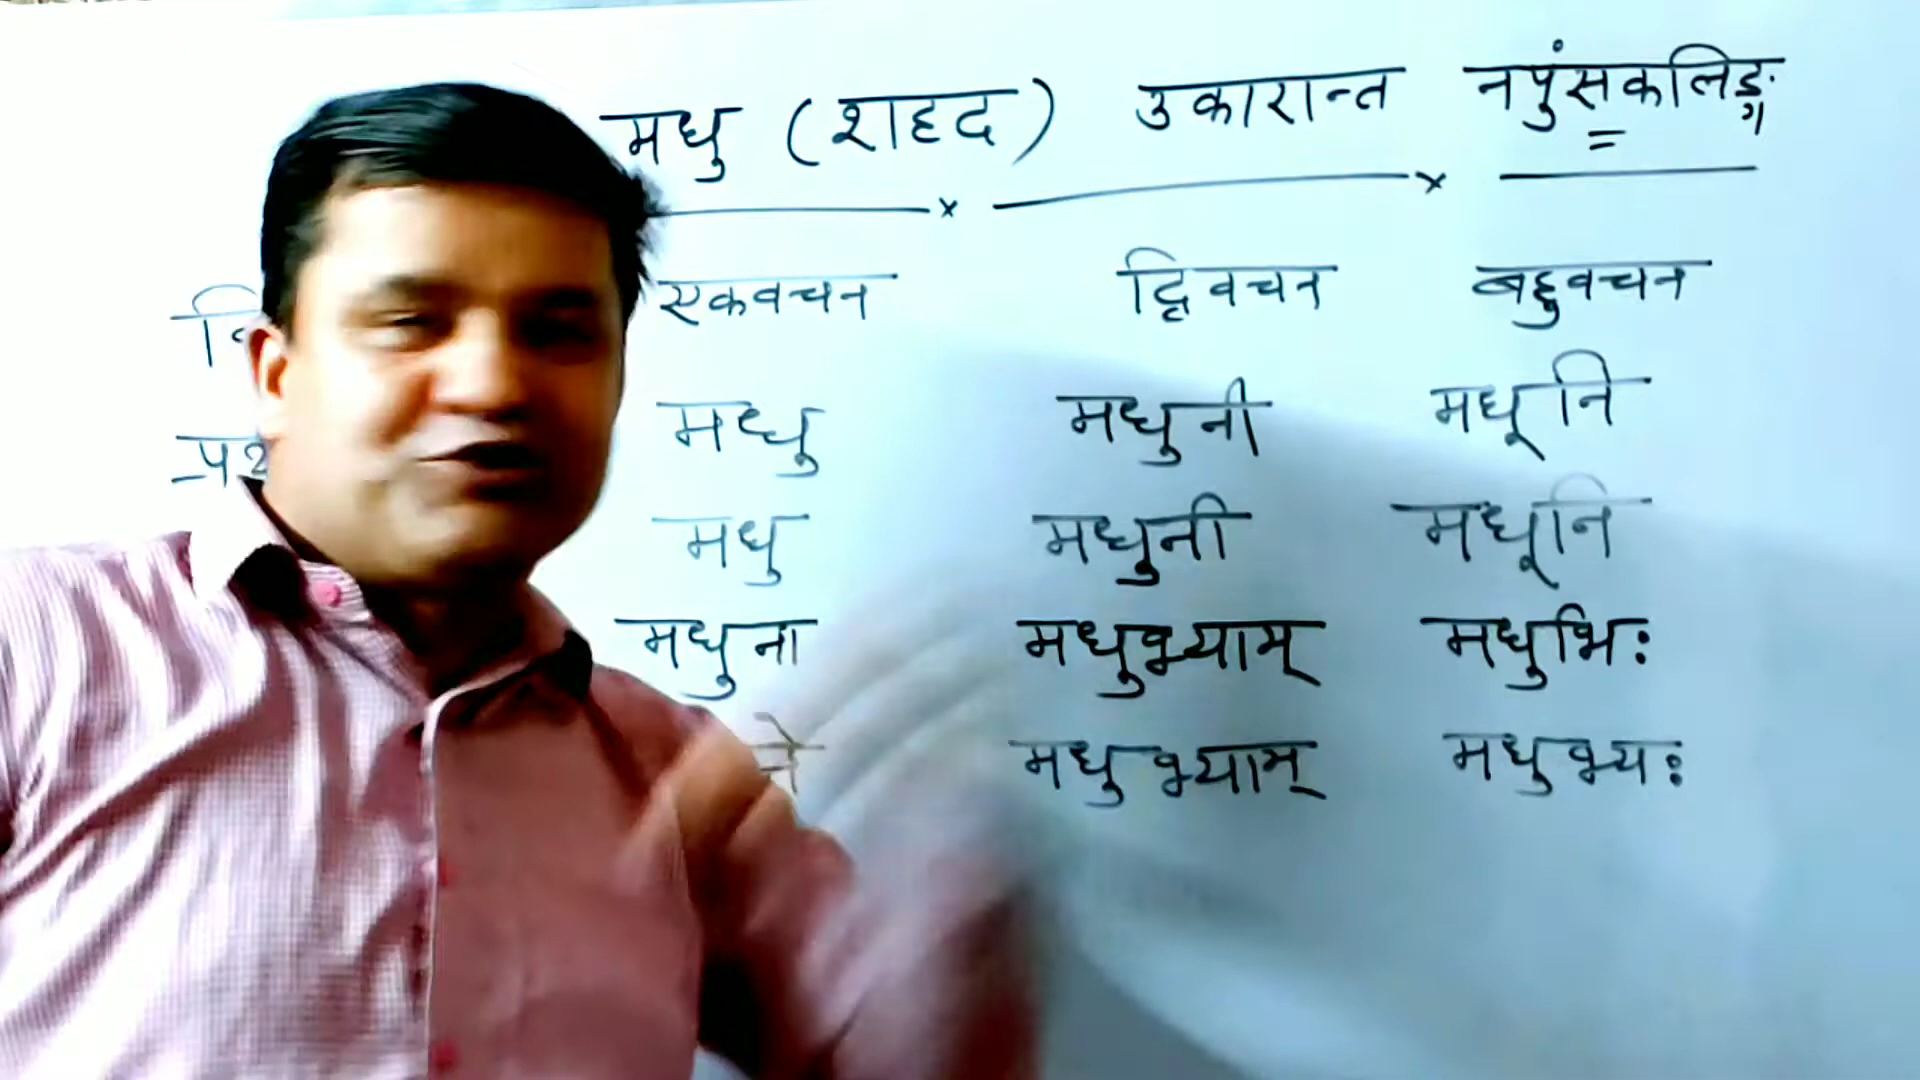 मधु (शहद) उकारान्त नपुंसकलिङ्ग
एकवचन द्विवचन बहुवचन
मधु मधुनी मधूनि
मधु मधुनी मधूनि
मधुना मधुभ्याम् मधुभिः
मधुभ्याम् मधुभ्यः